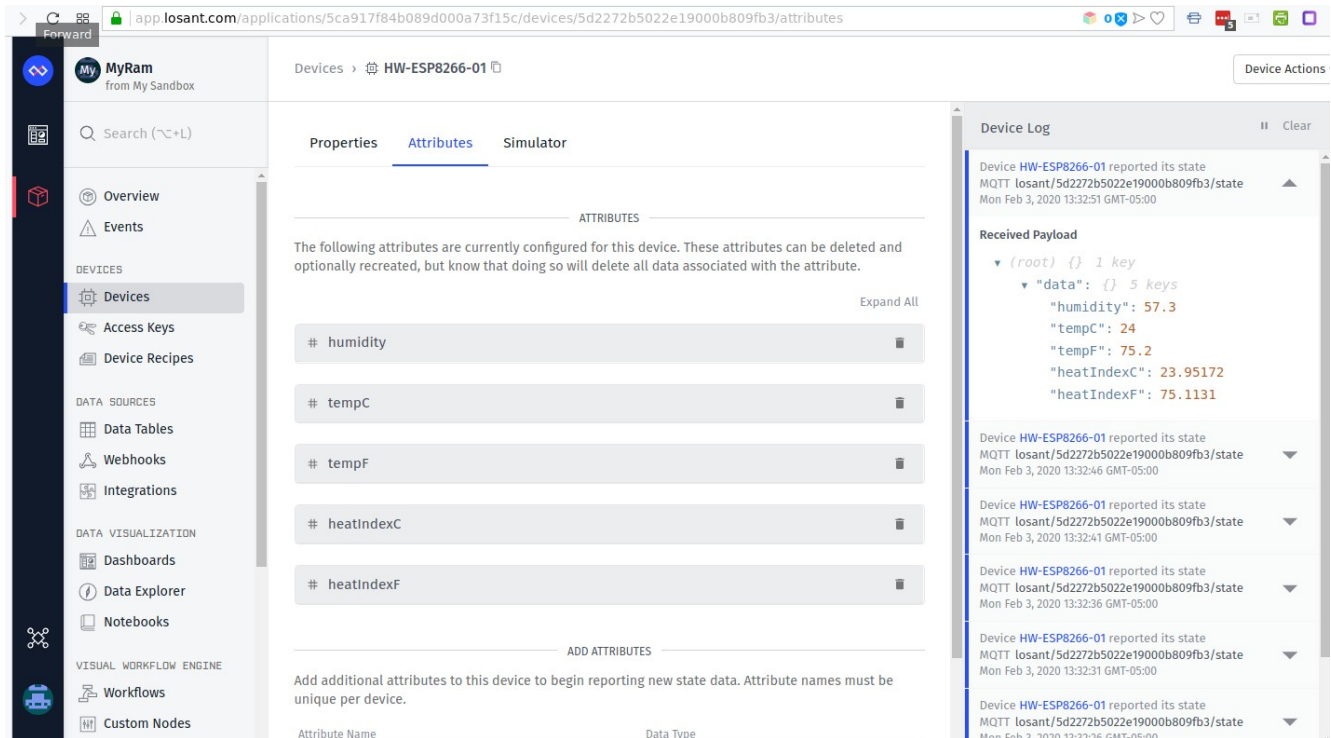 app.losant.com/applications/5ca917f84b089d000a73f15c/devices/5d2272b5022e19000b809fb3/attributes
0
5
Forward
My
MyRam
from My Sandbox
Search (⌥+L)
Overview
Events
DEVICES
Devices
Access Keys
Device Recipes
DATA SOURCES
Data Tables
Webhooks
Integrations
DATA VISUALIZATION
Dashboards
Data Explorer
Notebooks
VISUAL WORKFLOW ENGINE
Workflows
Custom Nodes
Devices › HW-ESP8266-01
Device Actions
Properties Attributes Simulator
ATTRIBUTES
The following attributes are currently configured for this device. These attributes can be deleted and
optionally recreated, but know that doing so will delete all data associated with the attribute.
Expand All
# humidity
# tempC
# tempF
# heatIndexC
# heatIndexF
ADD ATTRIBUTES
Add additional attributes to this device to begin reporting new state data. Attribute names must be
unique per device.
Attribute Name Data Type
Device Log Clear
Device HW-ESP8266-01 reported its state
MQTT losant/5d2272b5022e19000b809fb3/state
Mon Feb 3, 2020 13:32:51 GMT-05:00
Received Payload
(root) {} 1 key
"data": {} 5 keys
"humidity": 57.3
"tempC": 24
"tempF": 75.2
"heatIndexC": 23.95172
"heatIndexF": 75.1131
Device HW-ESP8266-01 reported its state
MQTT losant/5d2272b5022e19000b809fb3/state
Mon Feb 3, 2020 13:32:46 GMT-05:00
Device HW-ESP8266-01 reported its state
MQTT losant/5d2272b5022e19000b809fb3/state
Mon Feb 3, 2020 13:32:41 GMT-05:00
Device HW-ESP8266-01 reported its state
MQTT losant/5d2272b5022e19000b809fb3/state
Mon Feb 3, 2020 13:32:36 GMT-05:00
Device HW-ESP8266-01 reported its state
MQTT losant/5d2272b5022e19000b809fb3/state
Mon Feb 3, 2020 13:32:31 GMT-05:00
Device HW-ESP8266-01 reported its state
MQTT losant/5d2272b5022e19000b809fb3/state
Mon Feb 3, 2020 13:32:26 GMT-05:00